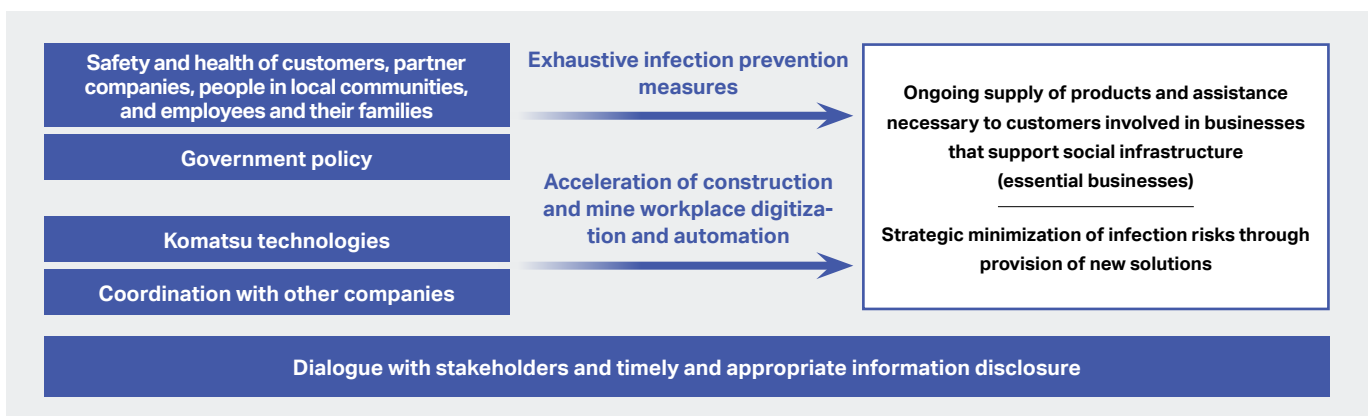 Safety and health of customers, partner
companies, people in local communities,
and employees and their families
Government policy
Exhaustive infection prevention
measures
Komatsu technologies
Coordination with other companies
Acceleration of construction
and mine workplace digitiza-
tion and automation
Ongoing supply of products and assistance
necessary to customers involved in businesses
that support social infrastructure
(essential businesses)
Strategic minimization of infection risks through
provision of new solutions
Dialogue with stakeholders and timely and appropriate information disclosure